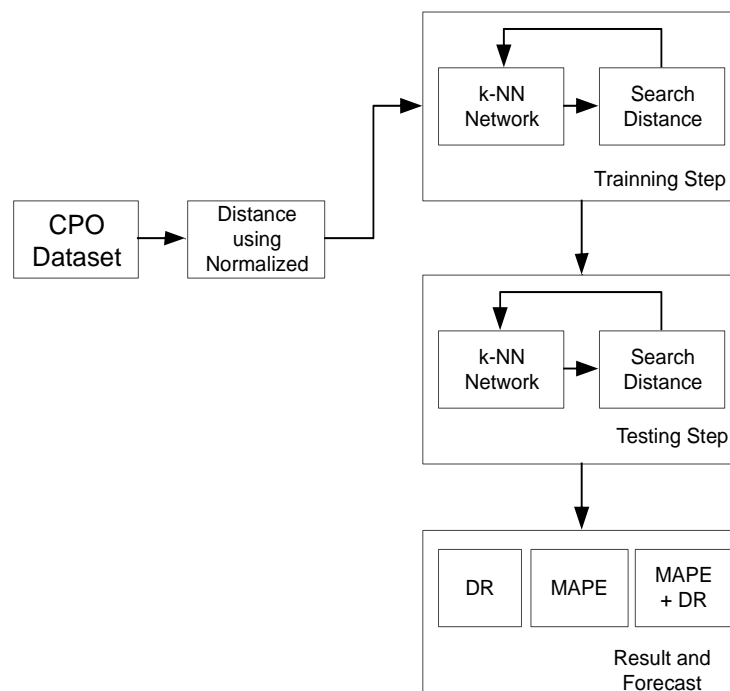 CPO
Dataset
Distance
using
Normalized
k-NN
Network
Search
Distance
Trainning Step
k-NN
Network
Search
Distance
Testing Step
DR
MAPE
MAPE
+ DR
Result and
Forecast